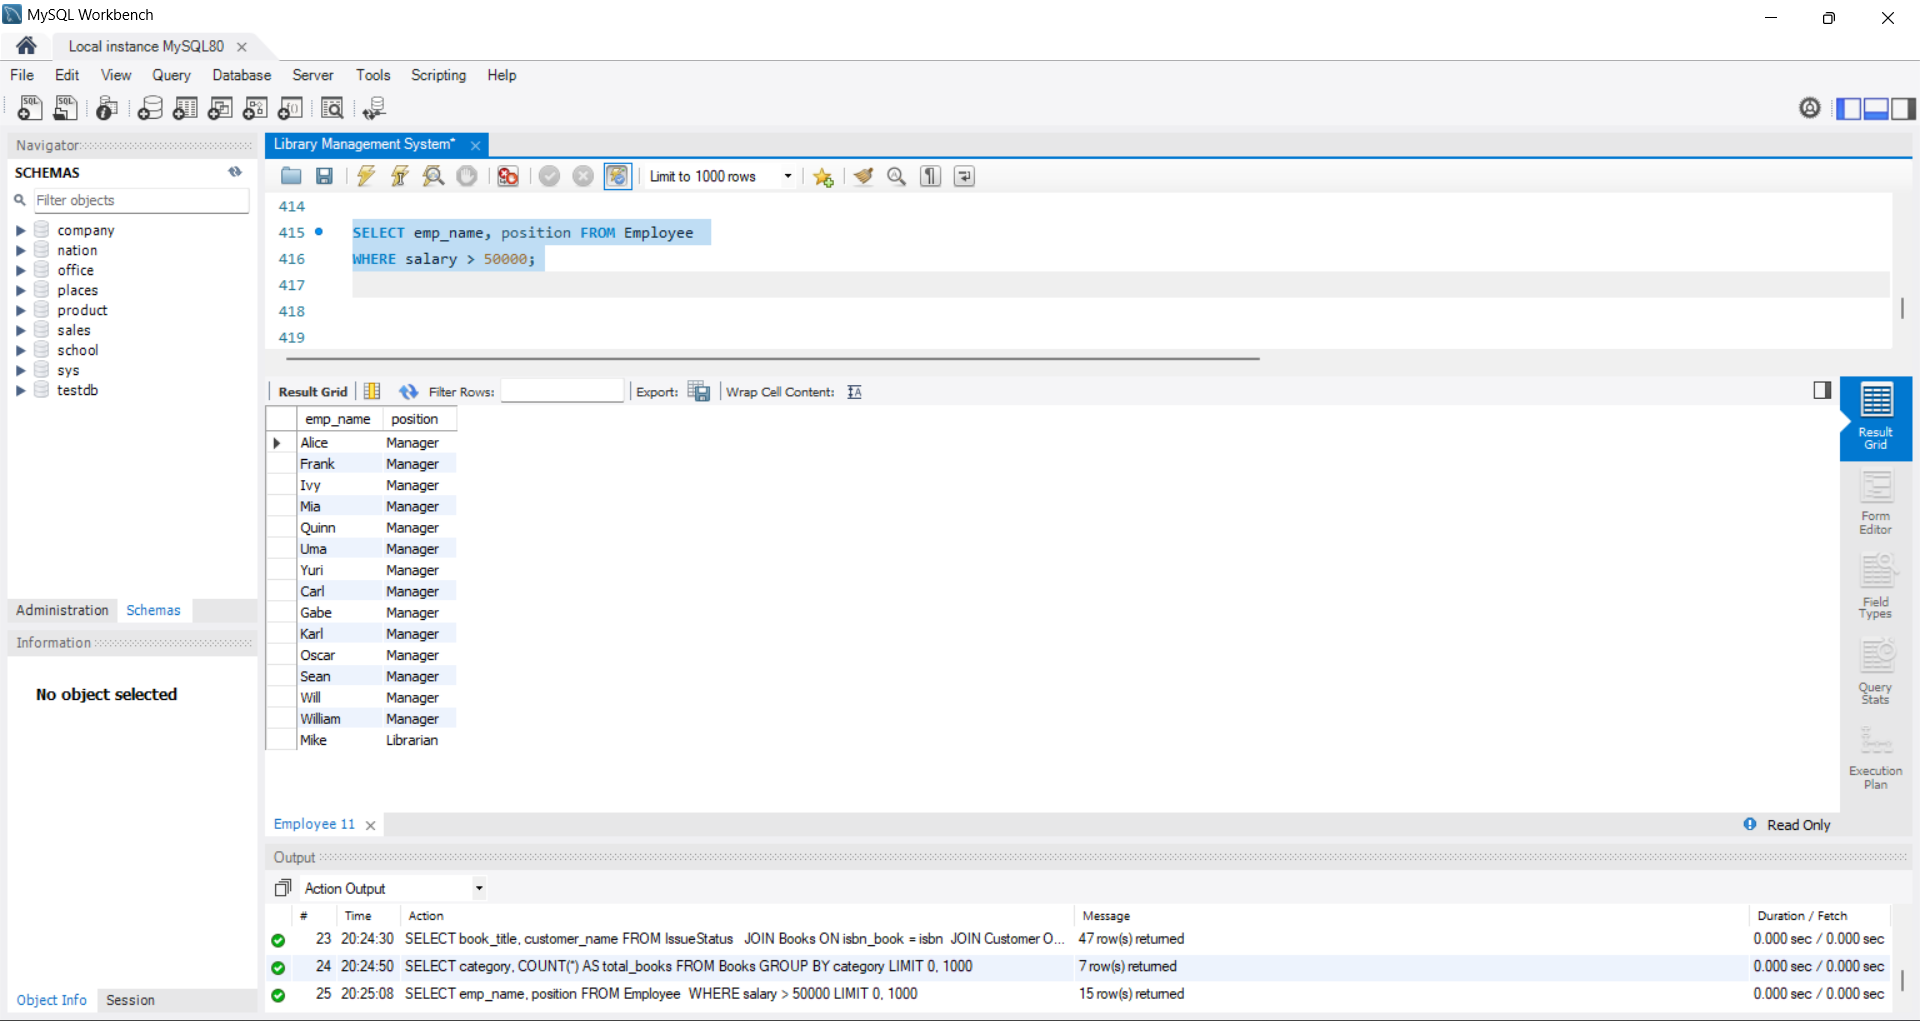 MySQL Workbench
Local instance MySQL80
File Edit View Query Database Server Tools Scripting Help
Navigator
SCHEMAS
Filter objects
company
nation
office
places
product
sales
school
sys
testdb
Administration Schemas
Information
No object selected
Object Info Session
Library Management System*
Limit to 1000 rows
414
415 SELECT emp_name, position FROM Employee
416 WHERE salary > 50000;
417
418
419
Result Grid Filter Rows: Export: Wrap Cell Content:
emp_name position
Alice Manager
Frank Manager
Ivy Manager
Mia Manager
Quinn Manager
Uma Manager
Yuri Manager
Carl Manager
Gabe Manager
Karl Manager
Oscar Manager
Sean Manager
Will Manager
William Manager
Mike Librarian
Result
Grid
Form
Editor
Field
Types
Query
Stats
Execution
Plan
Employee 11
Read Only
Output
Action Output
# Time Action Message Duration / Fetch
23 20:24:30 SELECT book_title, customer_name FROM IssueStatus JOIN Books ON isbn_book = isbn JOIN Customer O... 47 row(s) returned 0.000 sec / 0.000 sec
24 20:24:50 SELECT category, COUNT(*) AS total_books FROM Books GROUP BY category LIMIT 0, 1000 7 row(s) returned 0.000 sec / 0.000 sec
25 20:25:08 SELECT emp_name, position FROM Employee WHERE salary > 50000 LIMIT 0, 1000 15 row(s) returned 0.000 sec / 0.000 sec